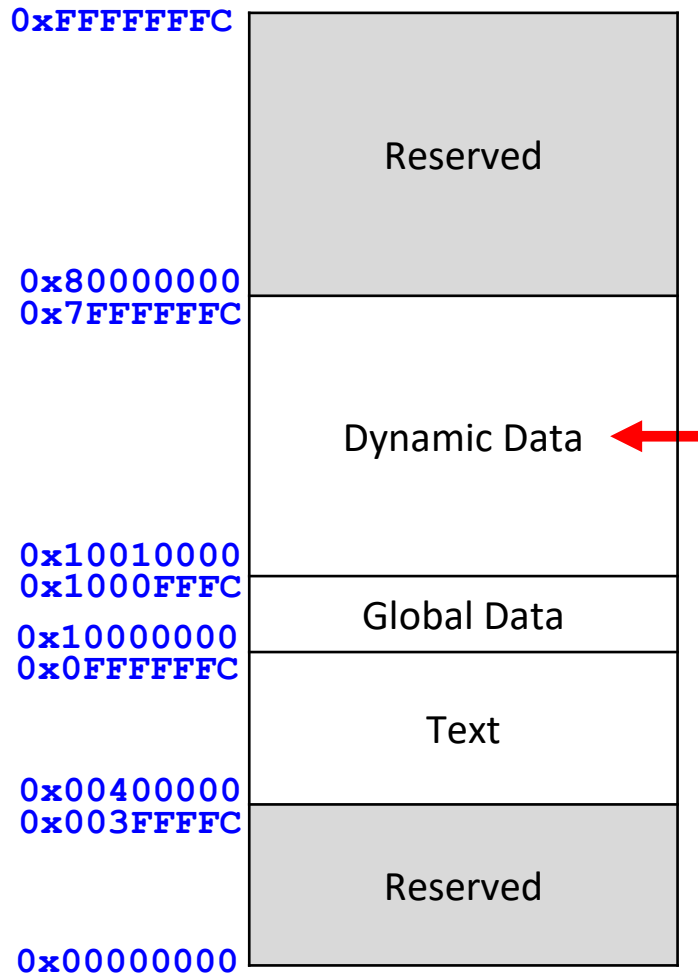 0xFFFFFFFC
Reserved
0x80000000
0x7FFFFFFC
Dynamic Data
0x10010000
0x1000FFFC
Global Data
0x10000000
0x0FFFFFFC
Text
0x00400000
0x003FFFFC
Reserved
0x00000000